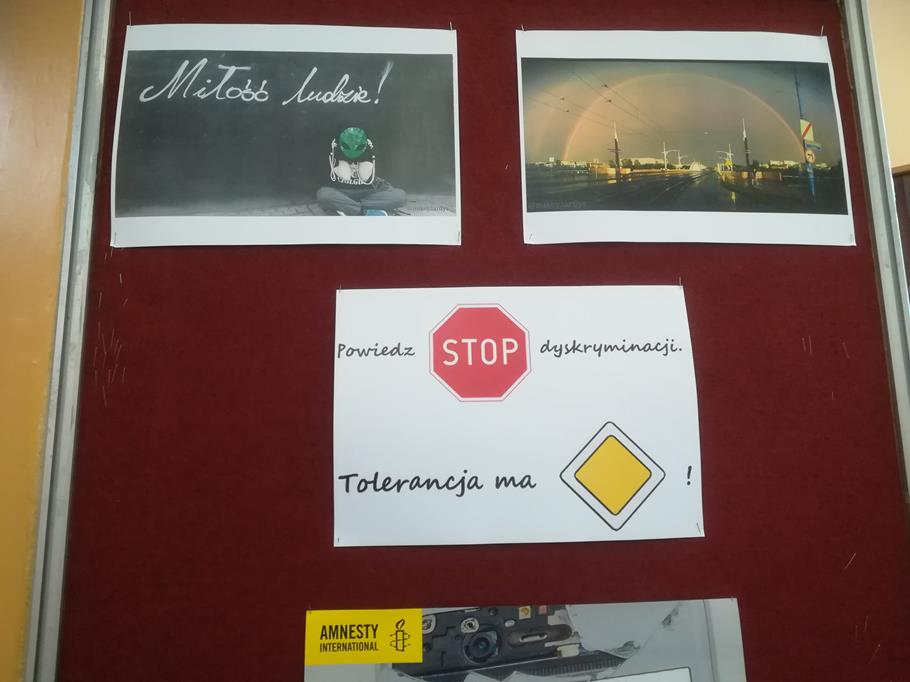 Miłość ludzie!
Powiedz STOP dyskryminacji.
Tolerancja ma !
AMNESTY
INTERNATIONAL